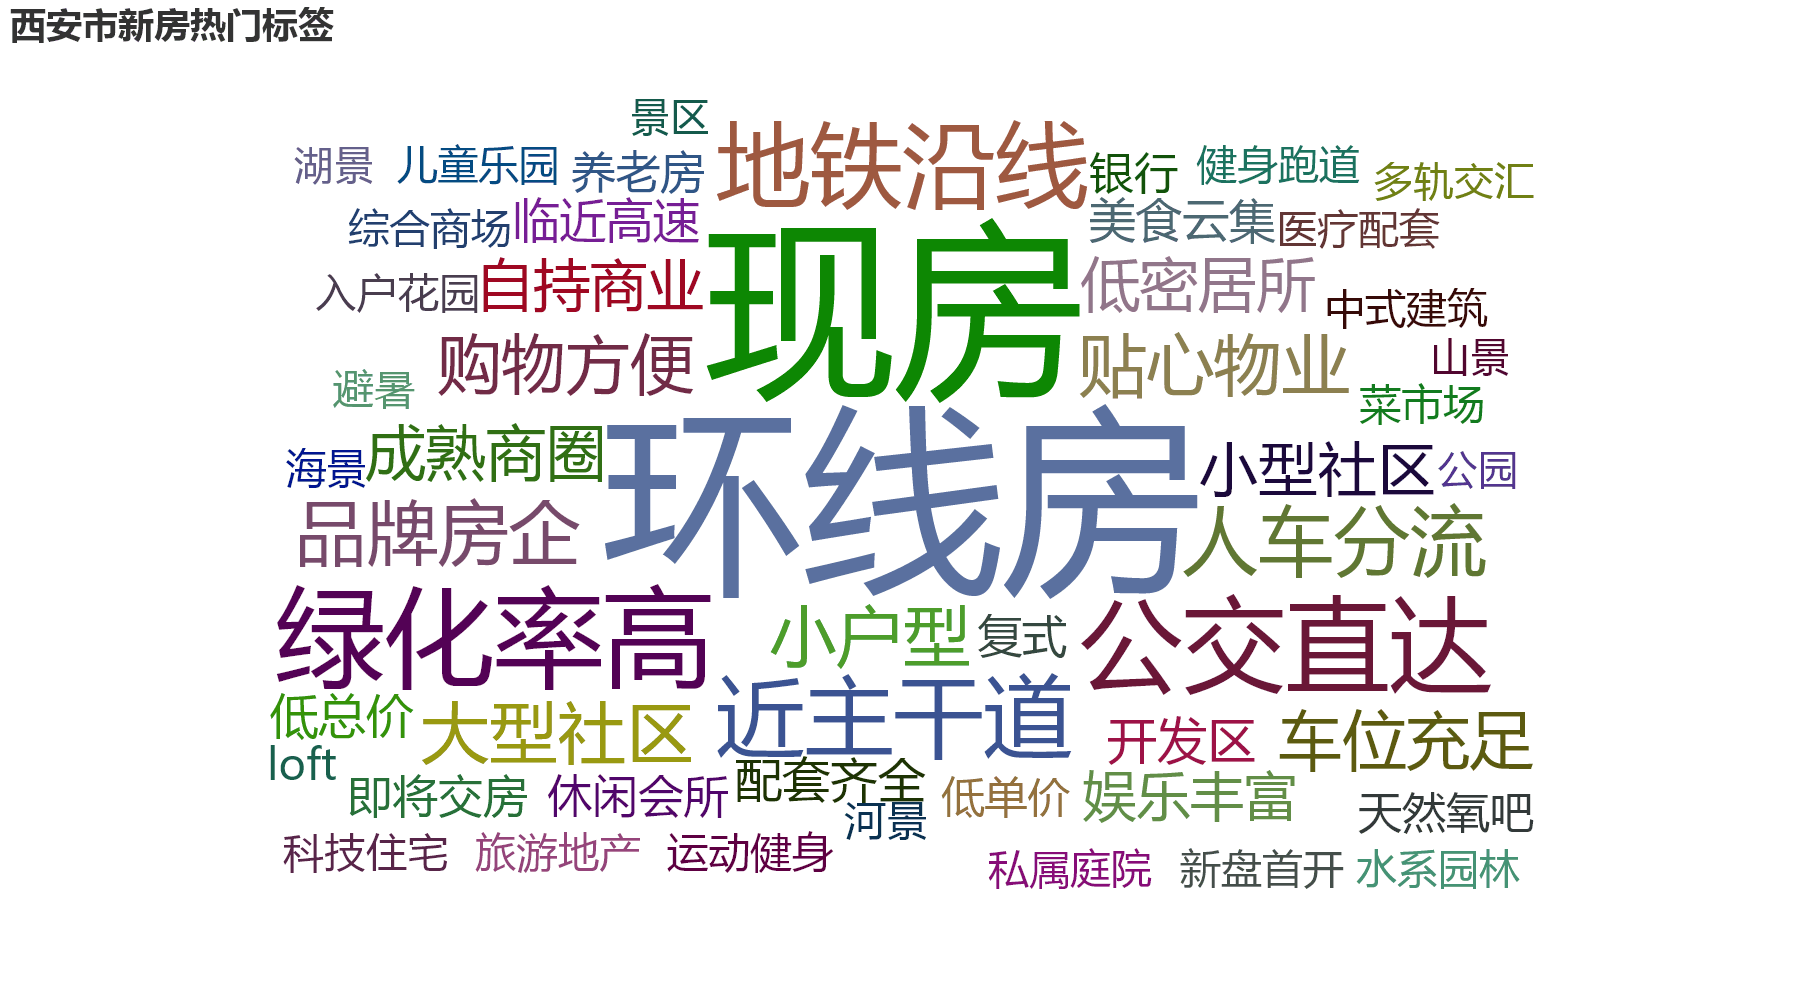 西安市新房热门标签
景区
地铁沿线
湖景
儿童乐园
养老房
银行
健身跑道
多轨交汇
综合商场
临近高速
美食云集
医疗配套
现房
入户花园
自持商业
低密居所
中式建筑
购物方便
贴心物业
山景
避暑
菜市场
环线房
海景
成熟商圈
小型社区
公园
品牌房企
人车分流
绿化率高
小户型
复式
公交直达
低总价
大型社区
近主干道
开发区
车位充足
loft
即将交房
休闲会所
配套齐全
河景
低单价
娱乐丰富
天然氧吧
科技住宅
旅游地产
运动健身
私属庭院
新盘首开
水系园林